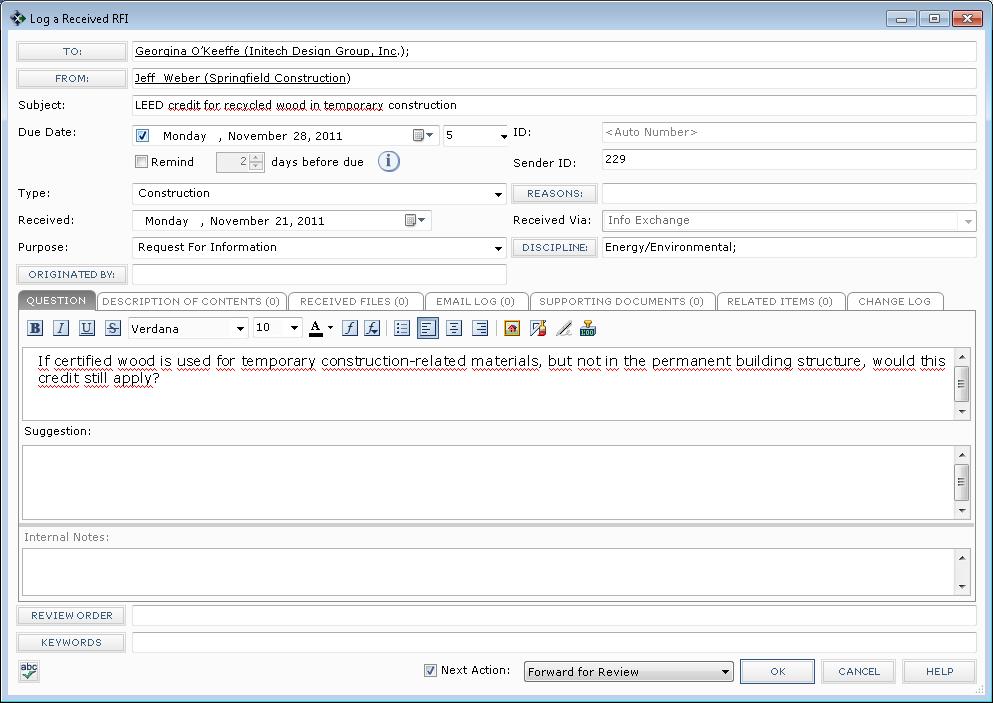 Log a Received RFI
TO: Georgina O'Keeffe (Initech Design Group, Inc.);
FROM: Jeff Weber (Springfield Construction)
Subject: LEED credit for recycled wood in temporary construction
Due Date: Monday , November 28, 2011 5 ID: <Auto Number>
Remind 2 days before due i Sender ID: 229
Type: Construction REASONS:
Received: Monday , November 21, 2011 Received Via: Info Exchange
Purpose: Request For Information DISCIPLINE: Energy/Environmental;
ORIGINATED BY:
QUESTION DESCRIPTION OF CONTENTS (0) RECEIVED FILES (0) EMAIL LOG (0) SUPPORTING DOCUMENTS (0) RELATED ITEMS (0) CHANGE LOG
B I U S Verdana 10 A f f
If certified wood is used for temporary construction-related materials, but not in the permanent building structure, would this
credit still apply?
Suggestion:
Internal Notes:
REVIEW ORDER
KEYWORDS
abc Next Action: Forward for Review OK CANCEL HELP